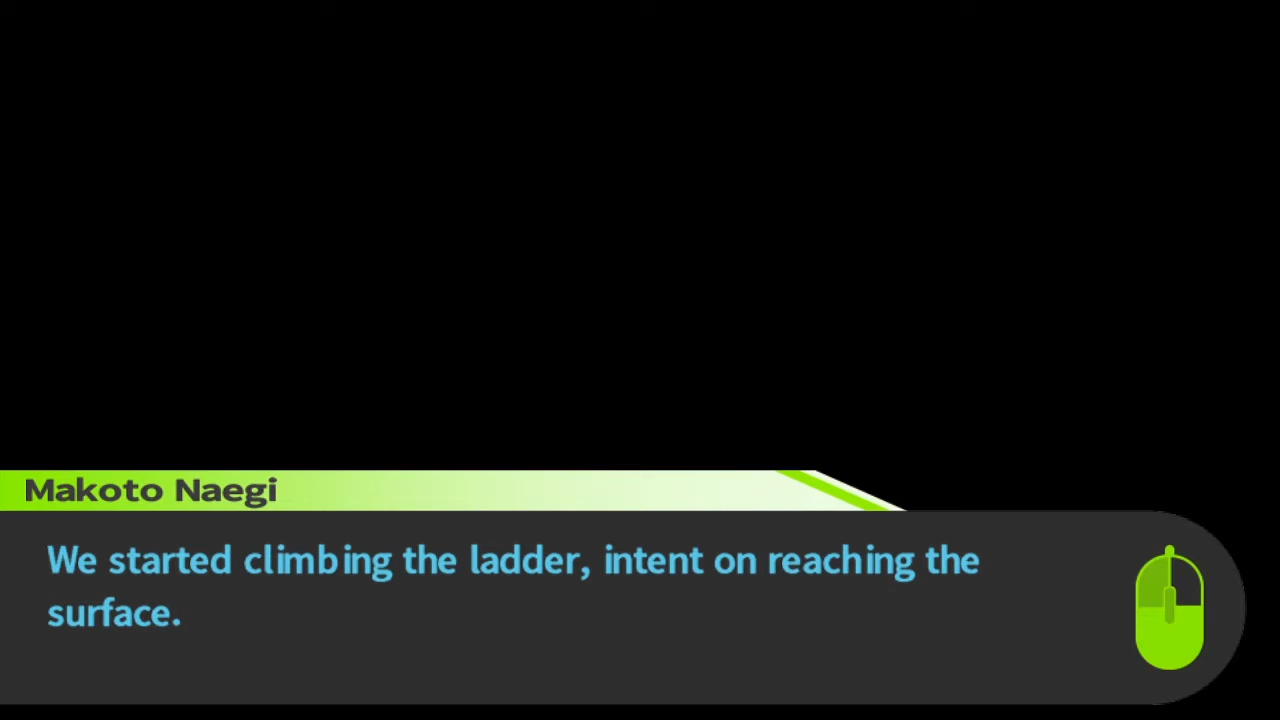 Makoto Naegi
We started climbing the ladder, intent on reaching the
surface.